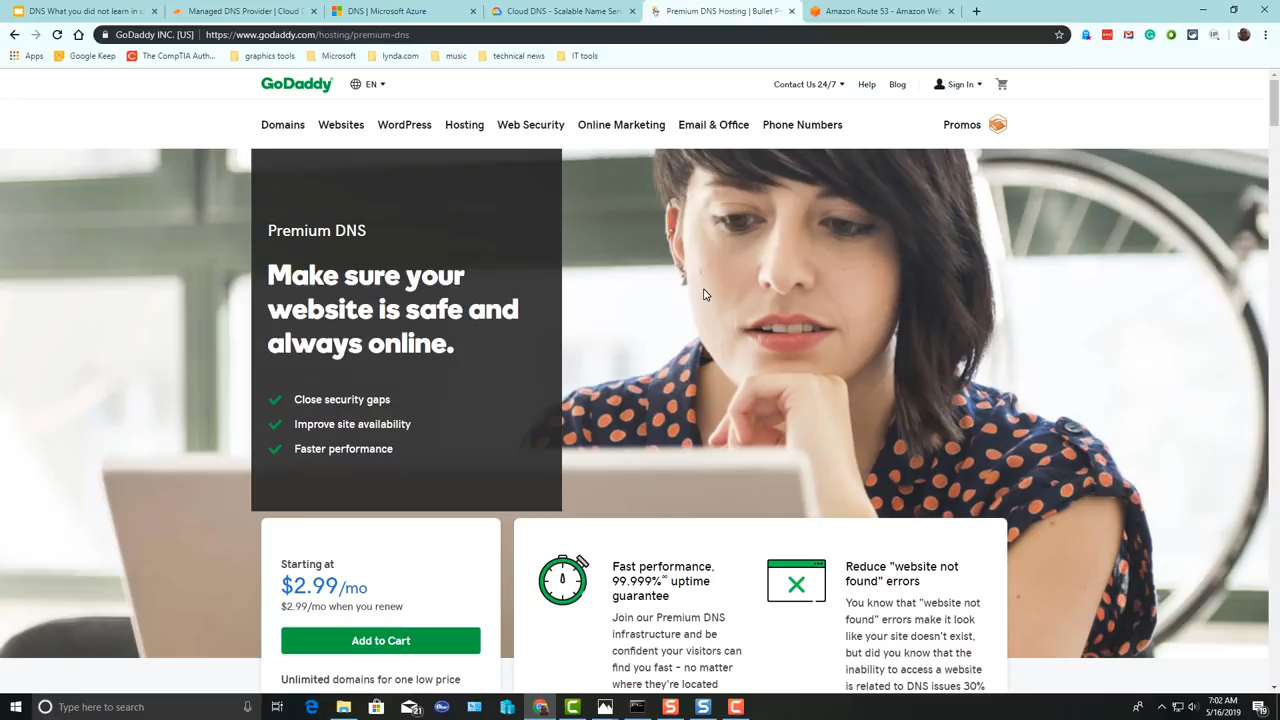 DNS What you did not learn in c
Managed DNS Provider | Cloud D
DNS | Microsoft Azure
Cloud DNS - Scalable Name Serv
Premium DNS Hosting | Bullet P
Amazon Route 53 - Amazon Web
GoDaddy INC. [US] | https://www.godaddy.com/hosting/premium-dns
Apps Google Keep The CompTIA Auth... graphics tools Microsoft lynda.com music technical news IT tools
GoDaddy EN Contact Us 24/7 Help Blog Sign In
Domains Websites WordPress Hosting Web Security Online Marketing Email & Office Phone Numbers Promos
Premium DNS
Make sure your
website is safe and
always online.
Close security gaps
Improve site availability
Faster performance
Starting at
$2.99/mo
$2.99/mo when you renew
Add to Cart
Unlimited domains for one low price
Fast performance,
99.999%∞ uptime
guarantee
Join our Premium DNS
infrastructure and be
confident your visitors can
find you fast – no matter
where they're located
Reduce "website not
found" errors
You know that "website not
found" errors make it look
like your site doesn't exist,
but did you know that the
inability to access a website
is related to DNS issues 30%
Type here to search
7:02 AM
5/16/2019